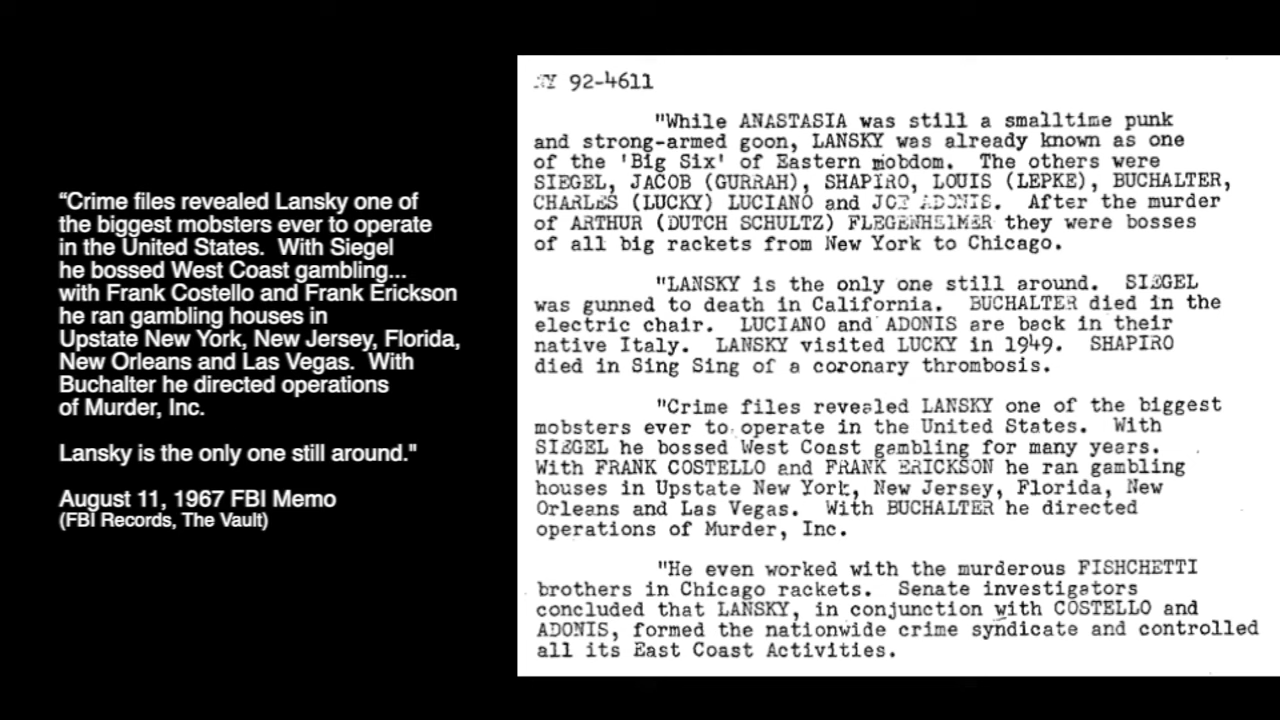 “Crime files revealed Lansky one of
the biggest mobsters ever to operate
in the United States.  With Siegel
he bossed West Coast gambling...
with Frank Costello and Frank Erickson
he ran gambling houses in
Upstate New York, New Jersey, Florida,
New Orleans and Las Vegas.  With
Buchalter he directed operations
of Murder, Inc.
Lansky is the only one still around."
August 11, 1967 FBI Memo
(FBI Records, The Vault)
NY 92-4611
"While ANASTASIA was still a smalltime punk
and strong-armed goon, LANSKY was already known as one
of the 'Big Six' of Eastern mobdom.  The others were
SIEGEL, JACOB (GURRAH), SHAPIRO, LOUIS (LEPKE), BUCHALTER,
CHARLES (LUCKY) LUCIANO and JOE ADONIS.  After the murder
of ARTHUR (DUTCH SCHULTZ) FLEGENHEIMER they were bosses
of all big rackets from New York to Chicago.
"LANSKY is the only one still around.  SIEGEL
was gunned to death in California.  BUCHALTER died in the
electric chair.  LUCIANO and ADONIS are back in their
native Italy.  LANSKY visited LUCKY in 1949.  SHAPIRO
died in Sing Sing of a coronary thrombosis.
"Crime files revealed LANSKY one of the biggest
mobsters ever to operate in the United States.  With
SIEGEL he bossed West Coast gambling for many years.
With FRANK COSTELLO and FRANK ERICKSON he ran gambling
houses in Upstate New York, New Jersey, Florida, New
Orleans and Las Vegas.  With BUCHALTER he directed
operations of Murder, Inc.
"He even worked with the murderous FISHCHETTI
brothers in Chicago rackets.  Senate investigators
concluded that LANSKY, in conjunction with COSTELLO and
ADONIS, formed the nationwide crime syndicate and controlled
all its East Coast Activities.